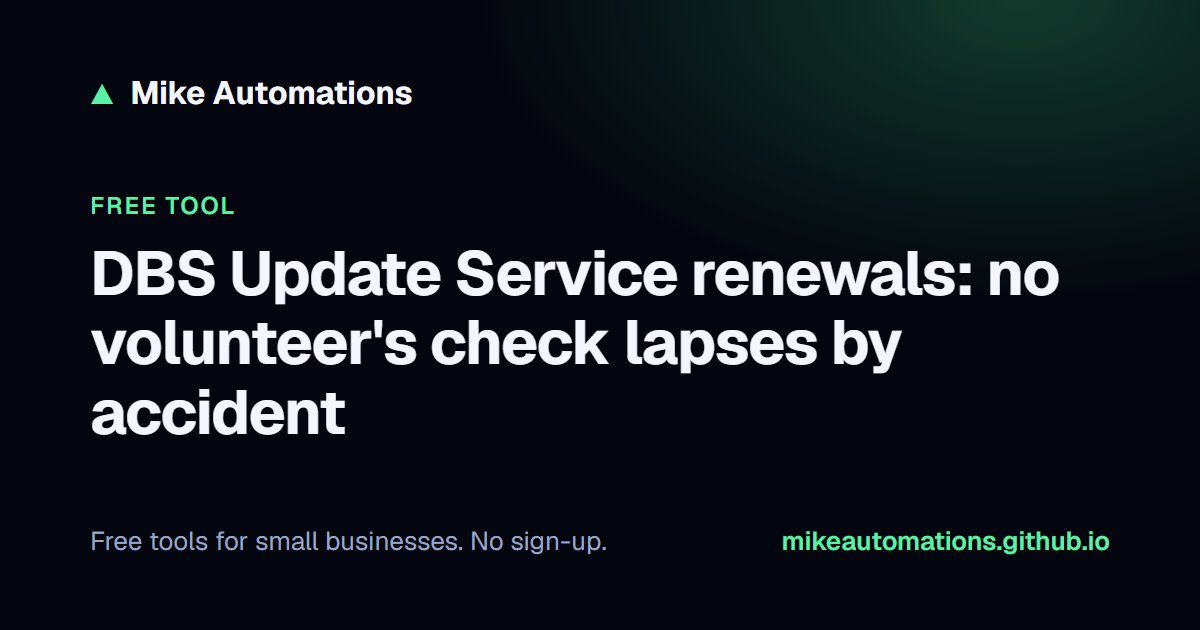 Mike Automations
FREE TOOL
DBS Update Service renewals: no
volunteer's check lapses by
accident
Free tools for small businesses. No sign-up.
mikeautomations.github.io